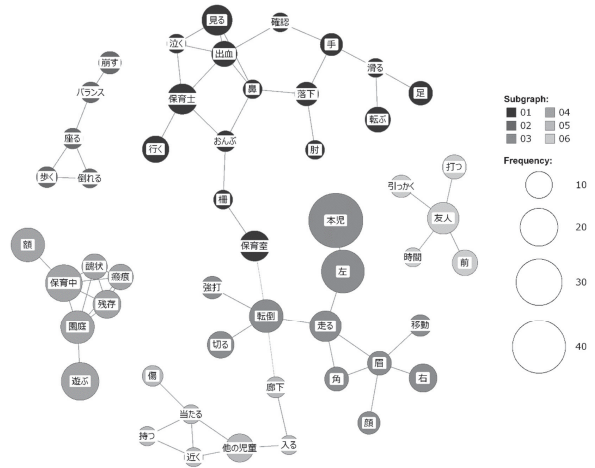 見る
確認
泣く
出血
手
崩す
滑る
バランス
鼻
落下
足
保育士
転ぶ
座る
おんぶ
行く
肘
歩く
倒れる
柵
打つ
引っかく
友人
本児
額
保育室
時間
前
左
保育中
瘢痕
残存
強打
園庭
転倒
走る
移動
切る
眉
遊ぶ
角
右
傷
廊下
顔
当たる
持つ
他の児童
入る
近く
Subgraph:
01 04
02 05
03 06
Frequency:
10
20
30
40